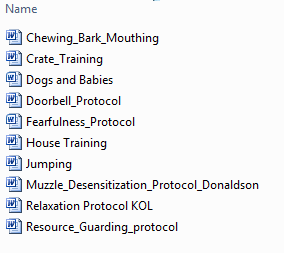 Name
Chewing_Bark_Mouthing
Crate_Training
Dogs and Babies
Doorbell_Protocol
Fearfulness_Protocol
House Training
Jumping
Muzzle_Desensitization_Protocol_Donaldson
Relaxation Protocol KOL
Resource_Guarding_protocol